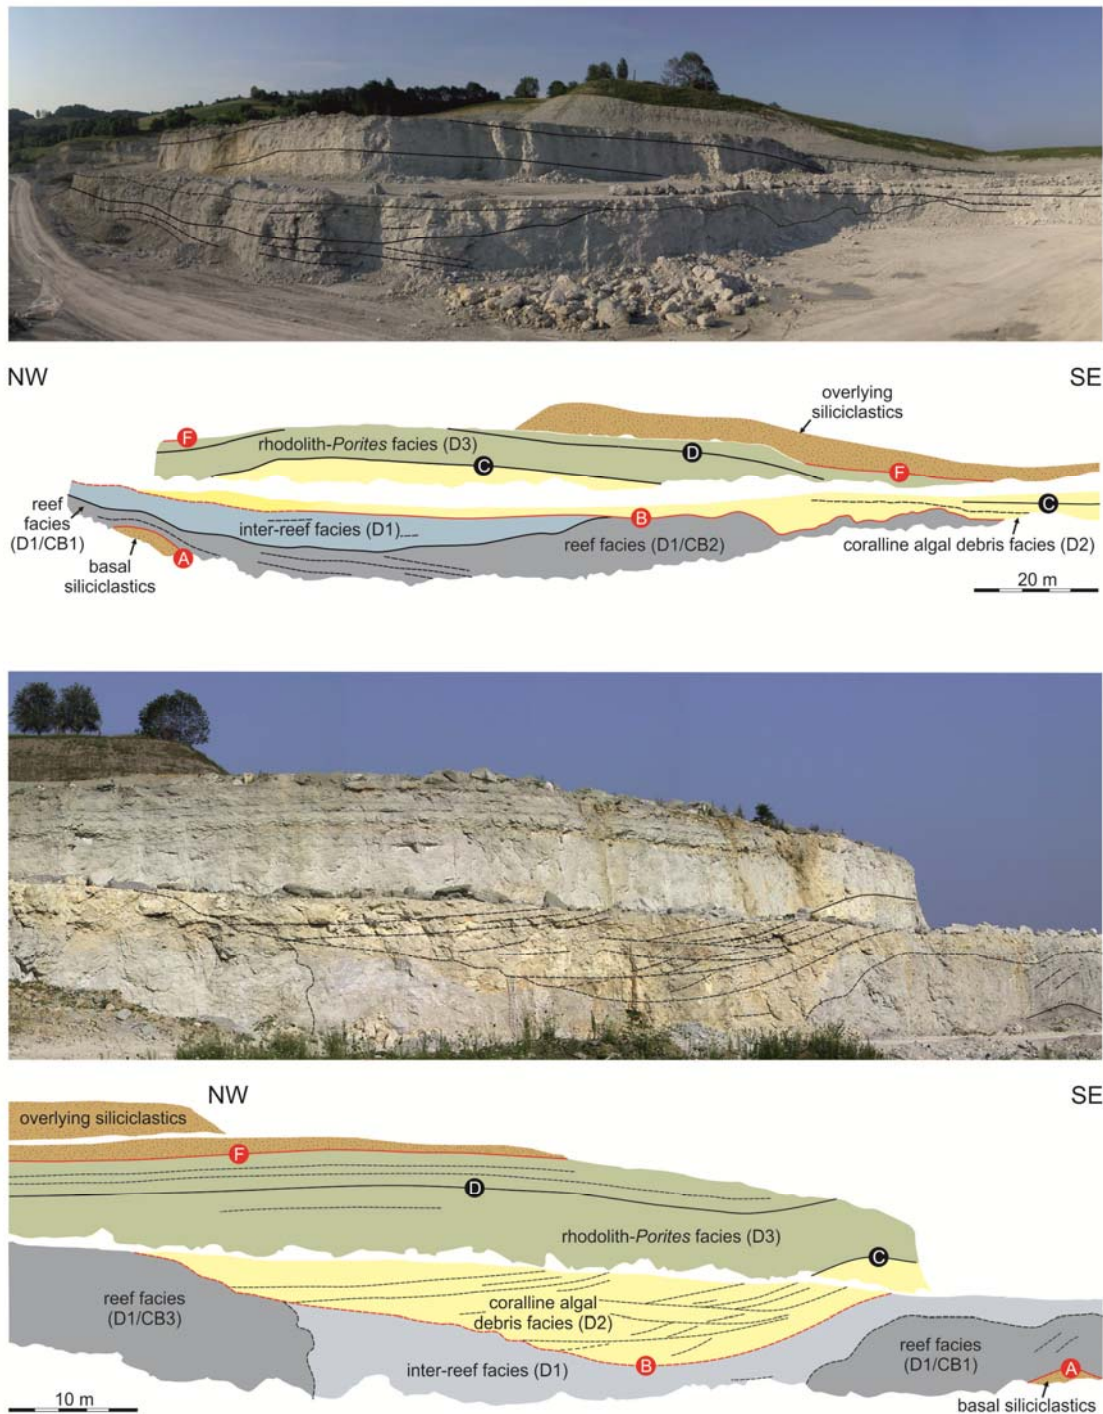 NW
SE
overlying
siliciclastics
F
rhodolith-Porites facies (D3)
D
C
F
reef
facies
(D1/CB1)
inter-reef facies (D1)
B
C
reef facies (D1/CB2)
coralline algal debris facies (D2)
basal
siliciclastics
A
20 m
NW
SE
overlying siliciclastics
F
D
rhodolith-Porites facies (D3)
C
reef facies
(D1/CB3)
coralline algal
debris facies (D2)
reef facies
(D1/CB1)
inter-reef facies (D1)
B
A
10 m
basal siliciclastics